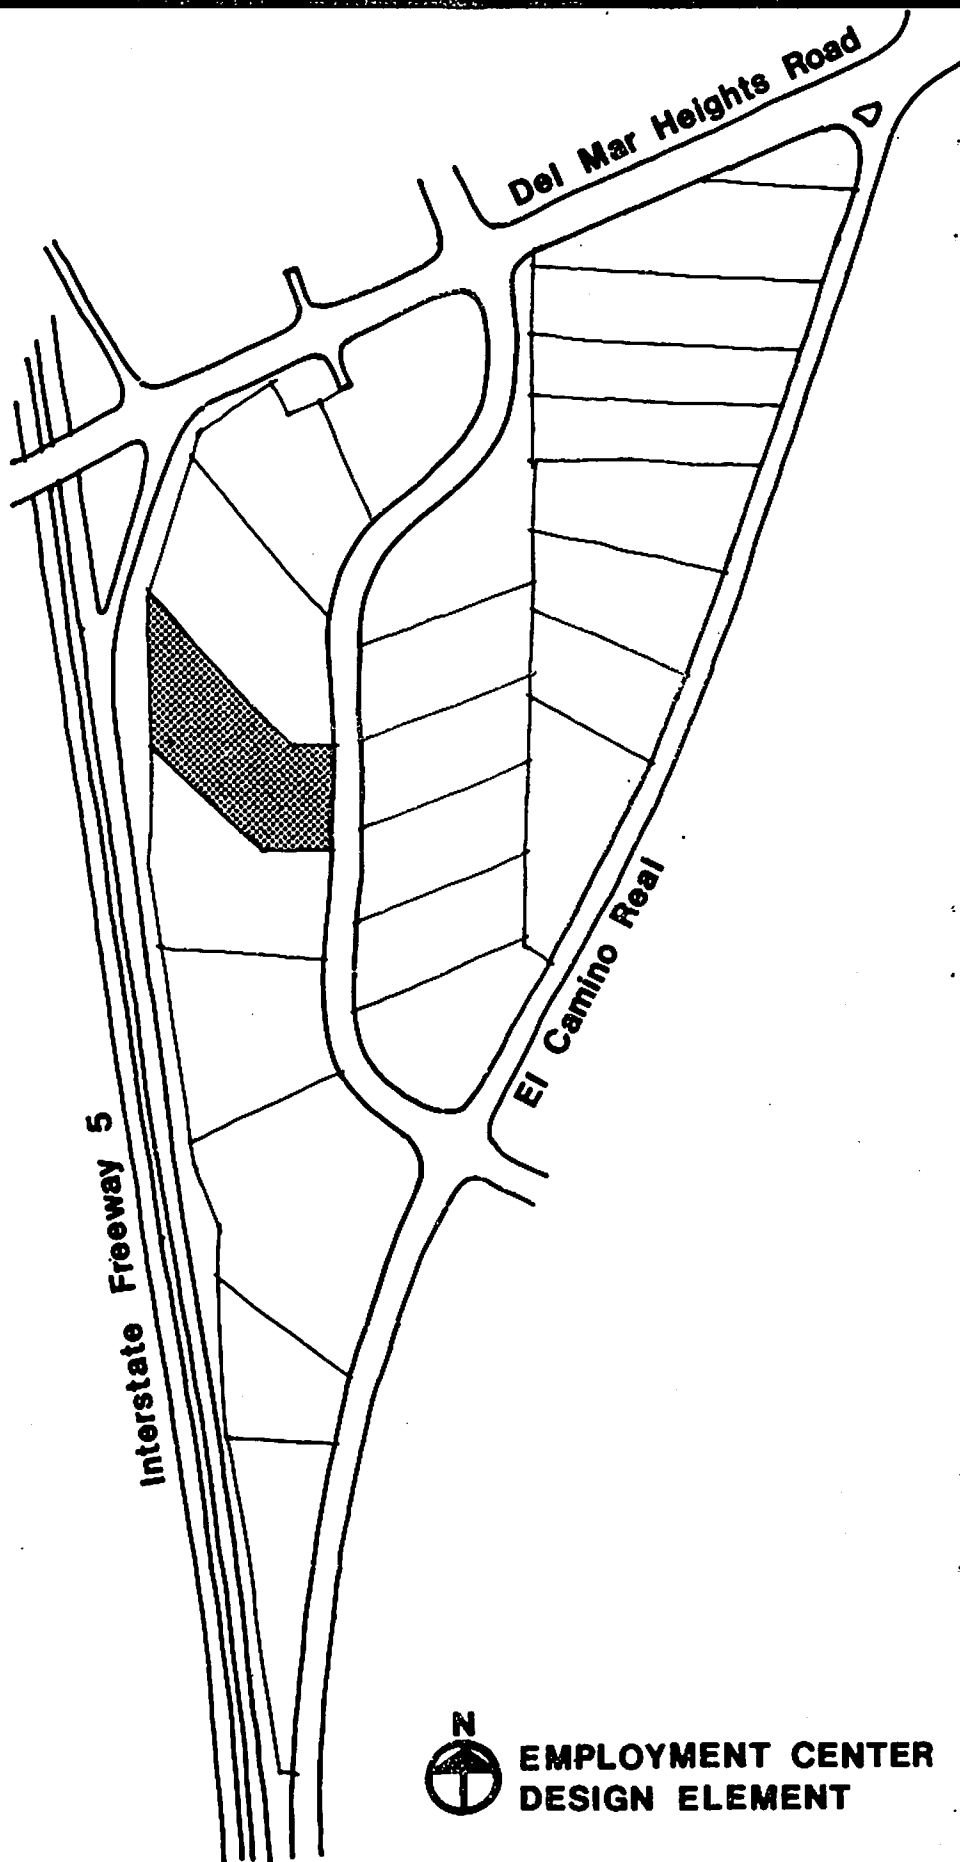 Del Mar Heights Road
El Camino Real
Interstate Freeway 5
N
EMPLOYMENT CENTER
DESIGN ELEMENT